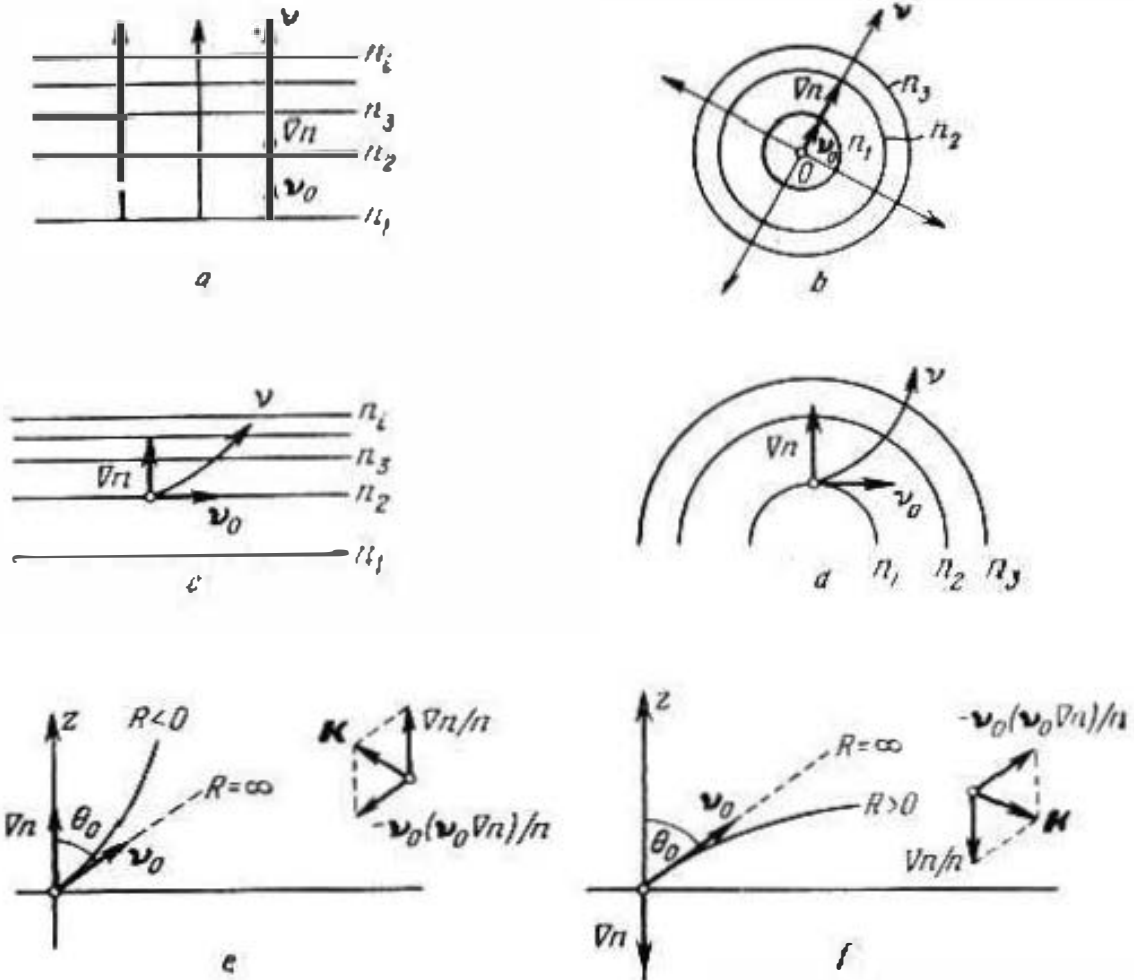 ν
n_i
n_3
∇n
n_2
ν_0
n_1
a
ν
∇n
n_3
n_2
ν_0
n_1
O
b
ν
n_i
∇n
n_3
n_2
ν_0
n_1
c
ν
∇n
ν_0
d
n_1
n_2
n_3
z
R<0
K
∇n/n
R=∞
∇n
θ_0
ν_0
-ν_0(ν_0∇n)/n
e
z
-ν_0(ν_0∇n)/n
R=∞
ν_0
R>0
K
θ_0
∇n/n
∇n
f